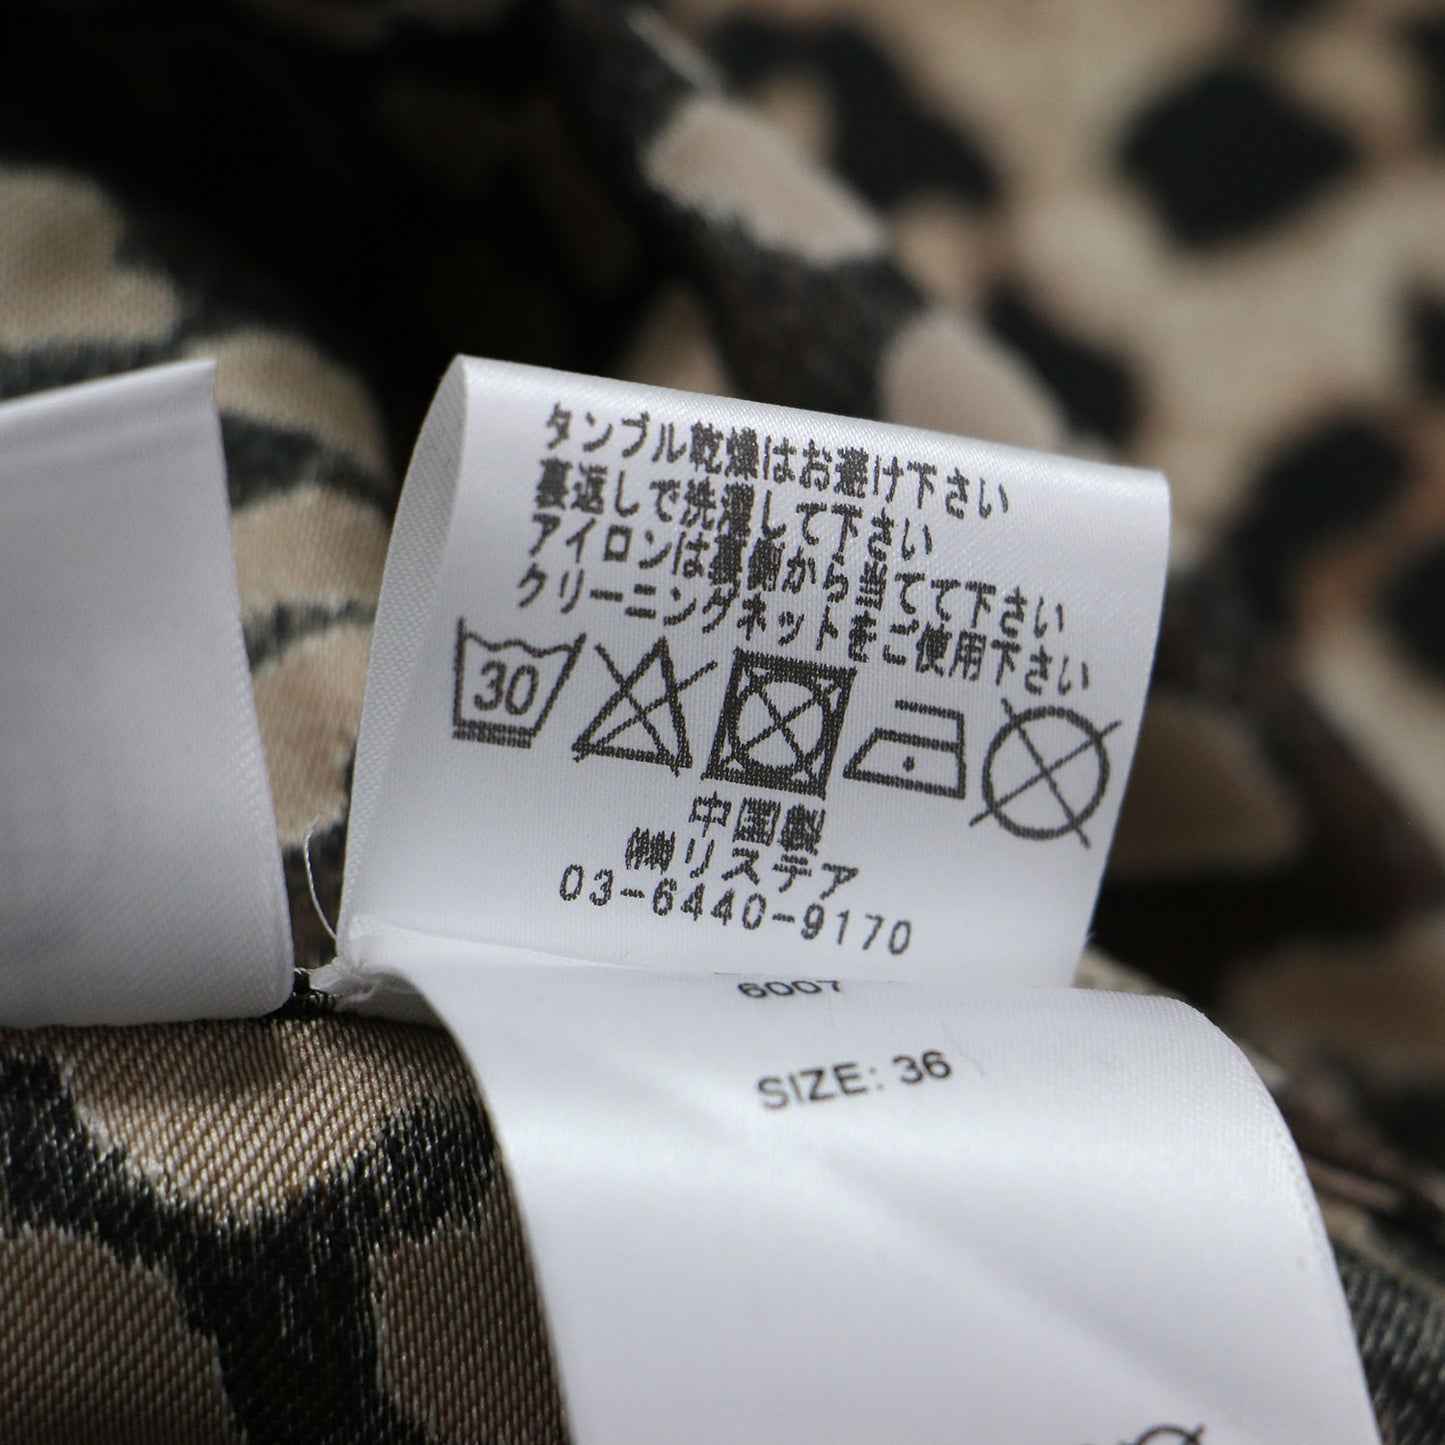 タンブル乾燥はお避け下さい
裏返しで洗濯して下さい
アイロンは裏側から当てて下さい
クリーニングネットをご使用下さい
30
中国製
㈱リステア
03-6440-9170
6007
SIZE: 36